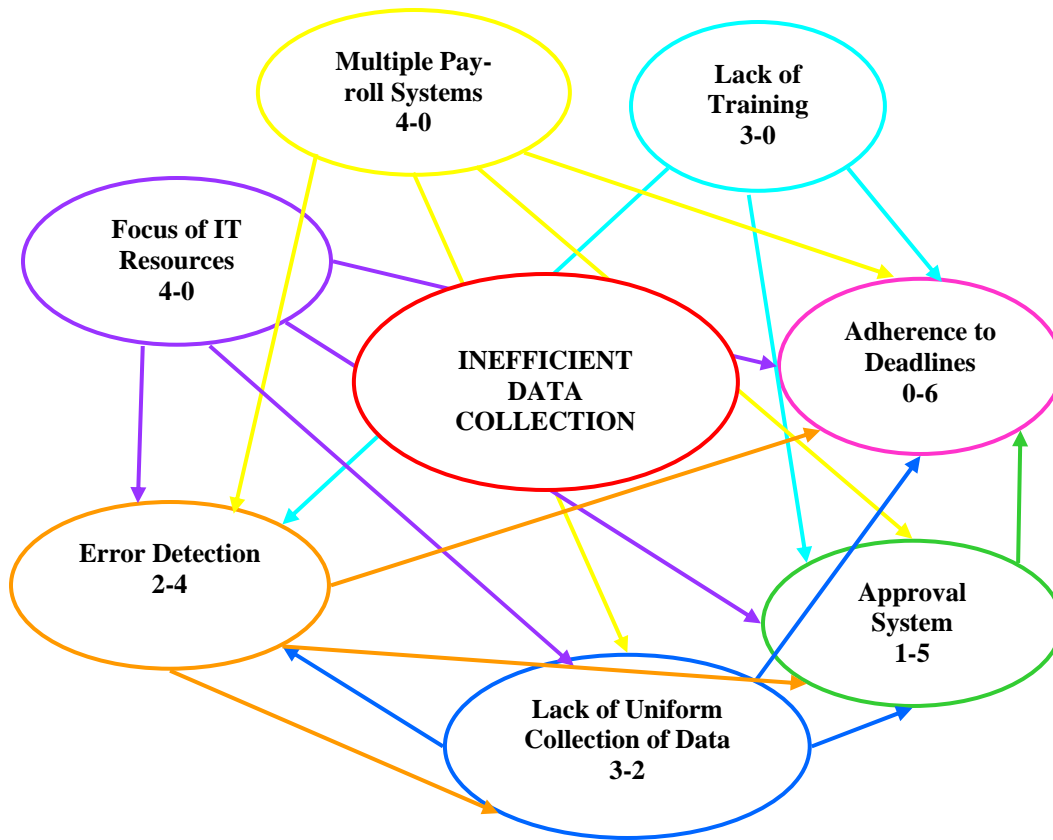 Multiple Pay-
roll Systems
4-0
Lack of
Training
3-0
Focus of IT
Resources
4-0
INEFFICIENT
DATA
COLLECTION
Adherence to
Deadlines
0-6
Error Detection
2-4
Approval
System
1-5
Lack of Uniform
Collection of Data
3-2